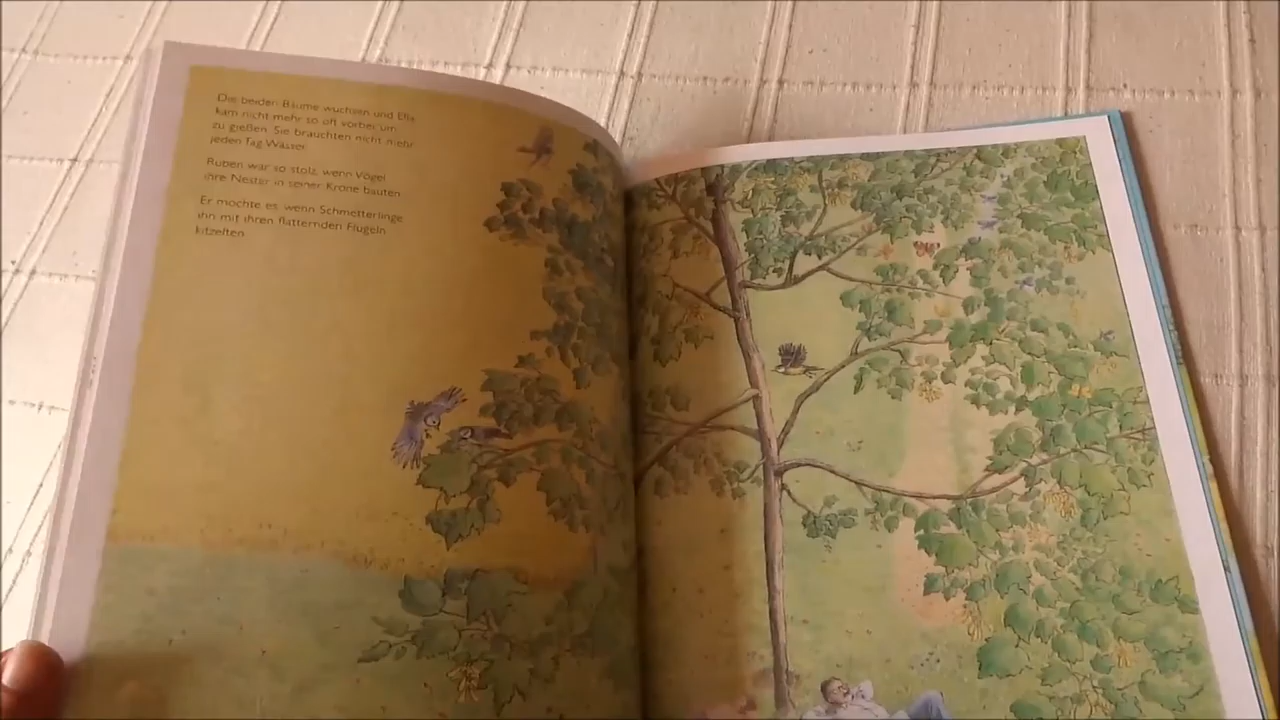 Die beiden Bäume wuchsen und Ella
kam nicht mehr so oft vorbei um
zu gießen. Sie brauchten nicht mehr
jeden Tag Wasser.
Ruben war so stolz, wenn Vögel
ihre Nester in seiner Krone bauten.
Er mochte es, wenn Schmetterlinge
ihn mit ihren flatternden Flügeln
kitzelten.